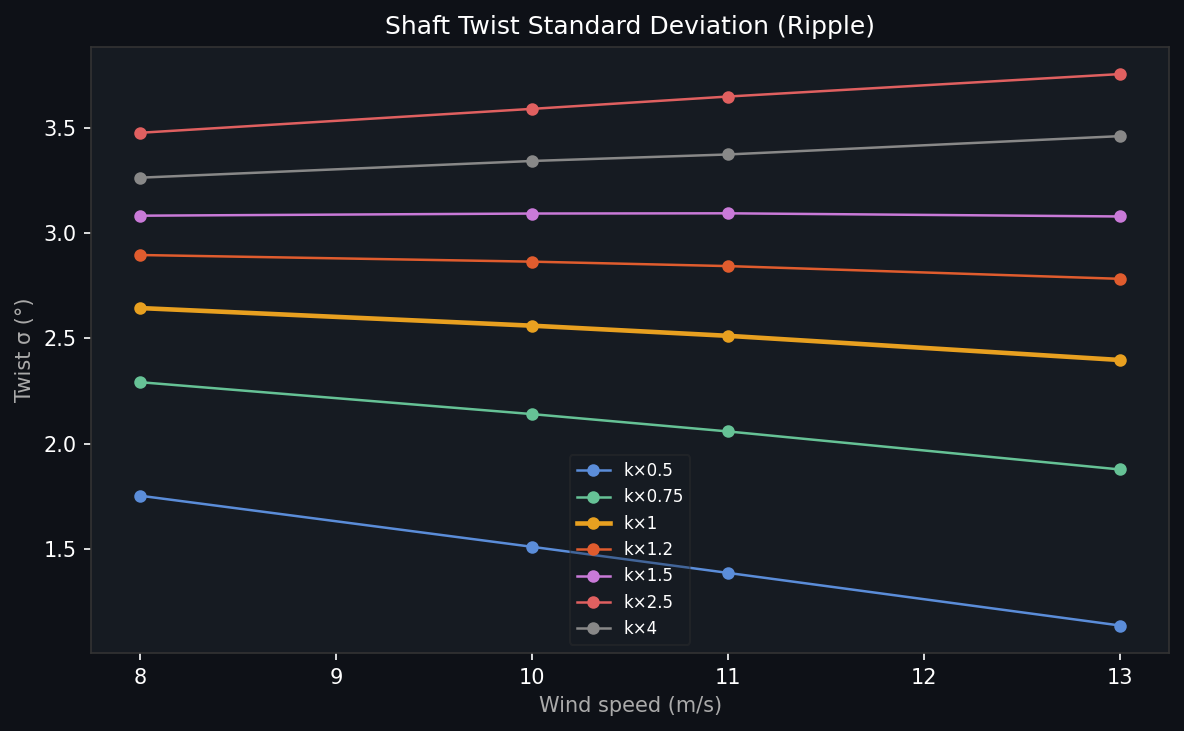 Shaft Twist Standard Deviation (Ripple)
3.5
3.0
2.5
2.0
1.5
Twist σ (°)
k×0.5
k×0.75
k×1
k×1.2
k×1.5
k×2.5
k×4
8 9 10 11 12 13
Wind speed (m/s)